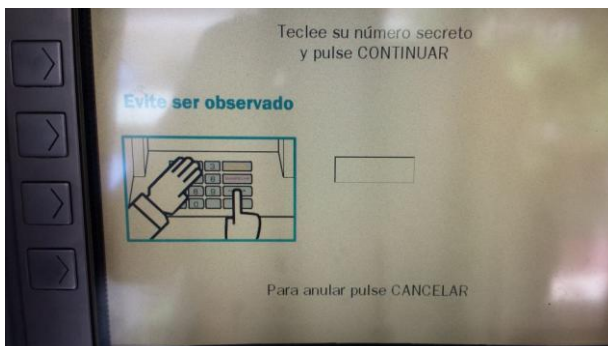 Teclee su número secreto
y pulse CONTINUAR
Evite ser observado
Para anular pulse CANCELAR